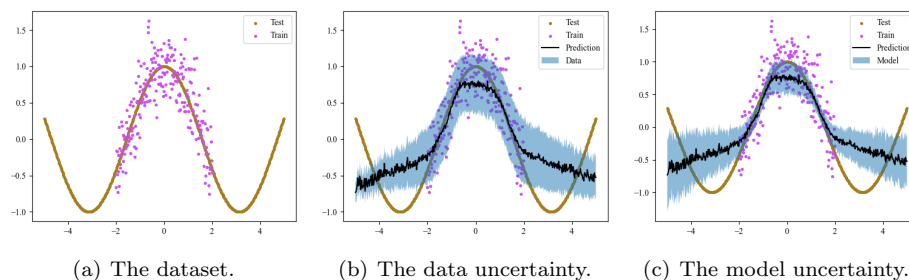 Test
Train
1.5
1.0
0.5
0.0
−0.5
−1.0
−4
−2
0
2
4
(a) The dataset.
Test
Train
Prediction
Data
1.5
1.0
0.5
0.0
−0.5
−1.0
−4
−2
0
2
4
(b) The data uncertainty.
Test
Train
Prediction
Model
1.5
1.0
0.5
0.0
−0.5
−1.0
−4
−2
0
2
4
(c) The model uncertainty.